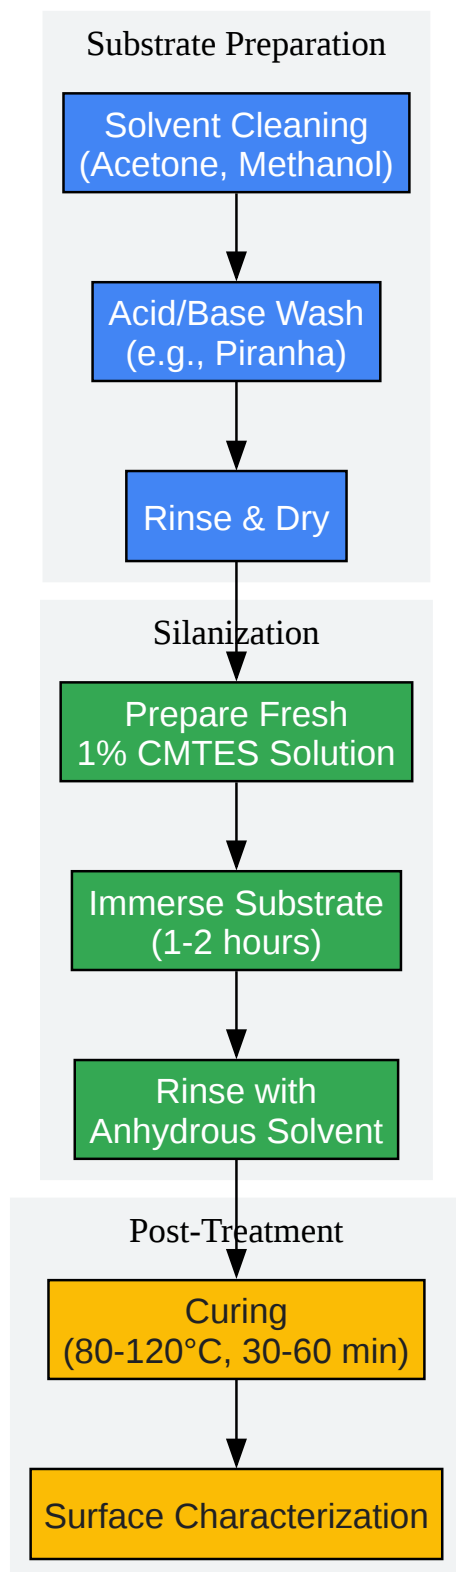 Substrate Preparation
Solvent Cleaning
(Acetone, Methanol)
Acid/Base Wash
(e.g., Piranha)
Rinse & Dry
Silanization
Prepare Fresh
1% CMTES Solution
Immerse Substrate
(1-2 hours)
Rinse with
Anhydrous Solvent
Post-Treatment
Curing
(80-120°C, 30-60 min)
Surface Characterization